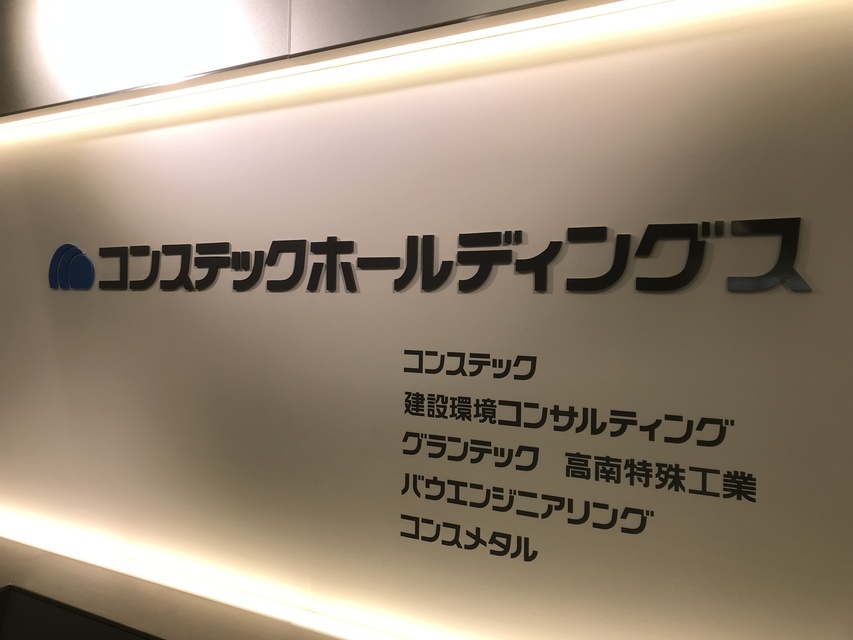 コンステックホールディングス
コンステック
建設環境コンサルティング
グランテック　高南特殊工業
バウエンジニアリング
コンスメタル